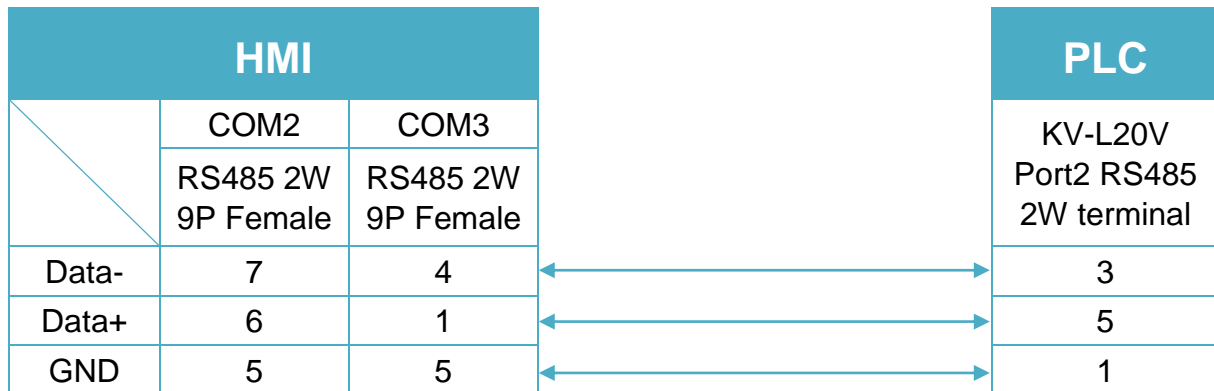 HMI PLC
COM2 COM3
KV-L20V
Port2 RS485
2W terminal
RS485 2W
9P Female
RS485 2W
9P Female
Data- 7 4 3
Data+ 6 1 5
GND 5 5 1